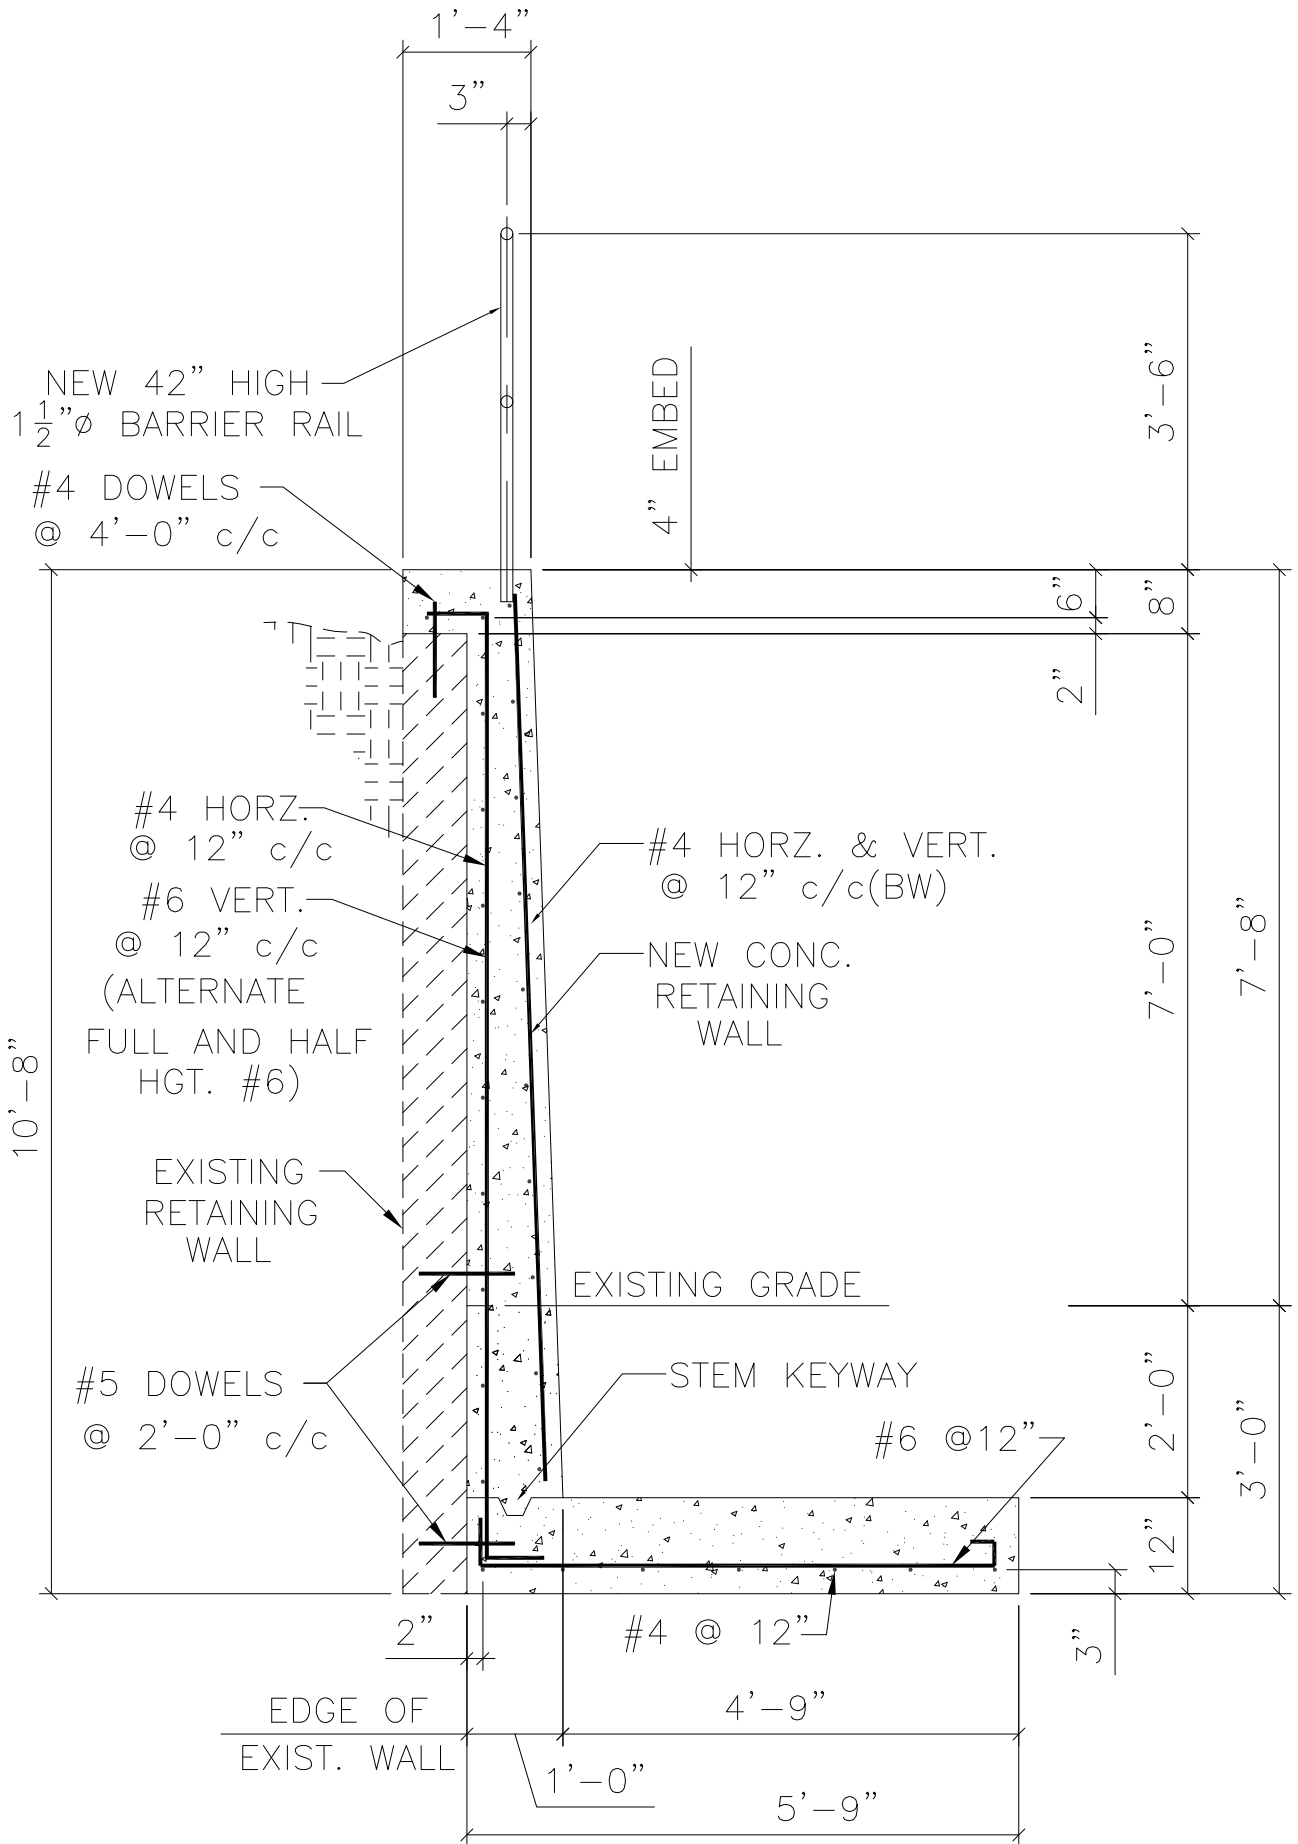 1'-4"
3"
NEW 42" HIGH
1 1/2"ø BARRIER RAIL
#4 DOWELS
@ 4'-0" c/c
4" EMBED
3'-6"
6"
8"
2"
#4 HORZ.
@ 12" c/c
#6 VERT.
@ 12" c/c
(ALTERNATE
FULL AND HALF
HGT. #6)
#4 HORZ. & VERT.
@ 12" c/c(BW)
NEW CONC.
RETAINING
WALL
7'-0"
7'-8"
10'-8"
EXISTING
RETAINING
WALL
EXISTING GRADE
#5 DOWELS
@ 2'-0" c/c
STEM KEYWAY
#6 @12"
2'-0"
3'-0"
12"
2"
#4 @ 12"
3"
EDGE OF
EXIST. WALL
4'-9"
1'-0"
5'-9"